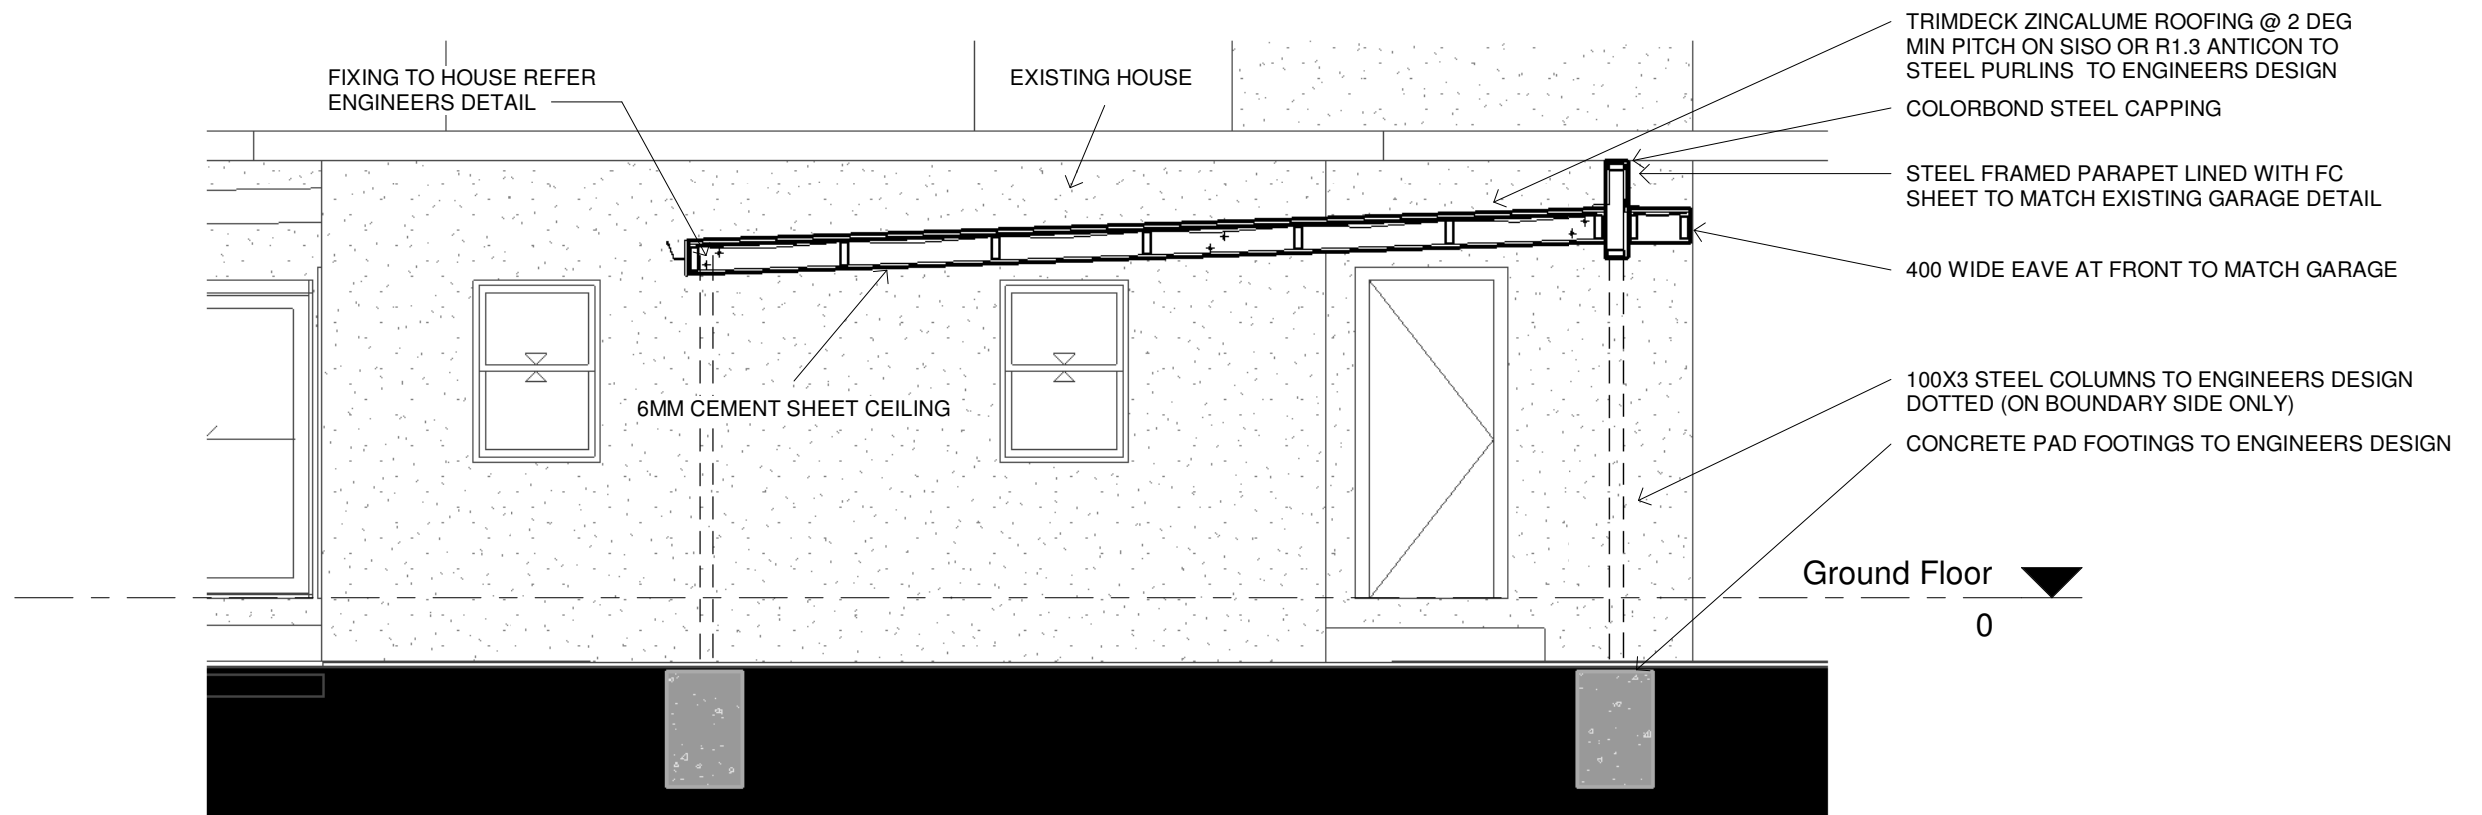 FIXING TO HOUSE REFER
ENGINEERS DETAIL
EXISTING HOUSE
TRIMDECK ZINCALUME ROOFING @ 2 DEG
MIN PITCH ON SISO OR R1.3 ANTICON TO
STEEL PURLINS TO ENGINEERS DESIGN
COLORBOND STEEL CAPPING
STEEL FRAMED PARAPET LINED WITH FC
SHEET TO MATCH EXISTING GARAGE DETAIL
400 WIDE EAVE AT FRONT TO MATCH GARAGE
6MM CEMENT SHEET CEILING
100X3 STEEL COLUMNS TO ENGINEERS DESIGN
DOTTED (ON BOUNDARY SIDE ONLY)
CONCRETE PAD FOOTINGS TO ENGINEERS DESIGN
Ground Floor
0